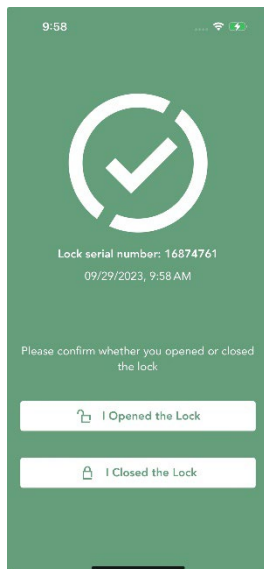 9:58
Lock serial number: 16874761
09/29/2023, 9:58 AM
Please confirm whether you opened or closed
the lock
I Opened the Lock
I Closed the Lock